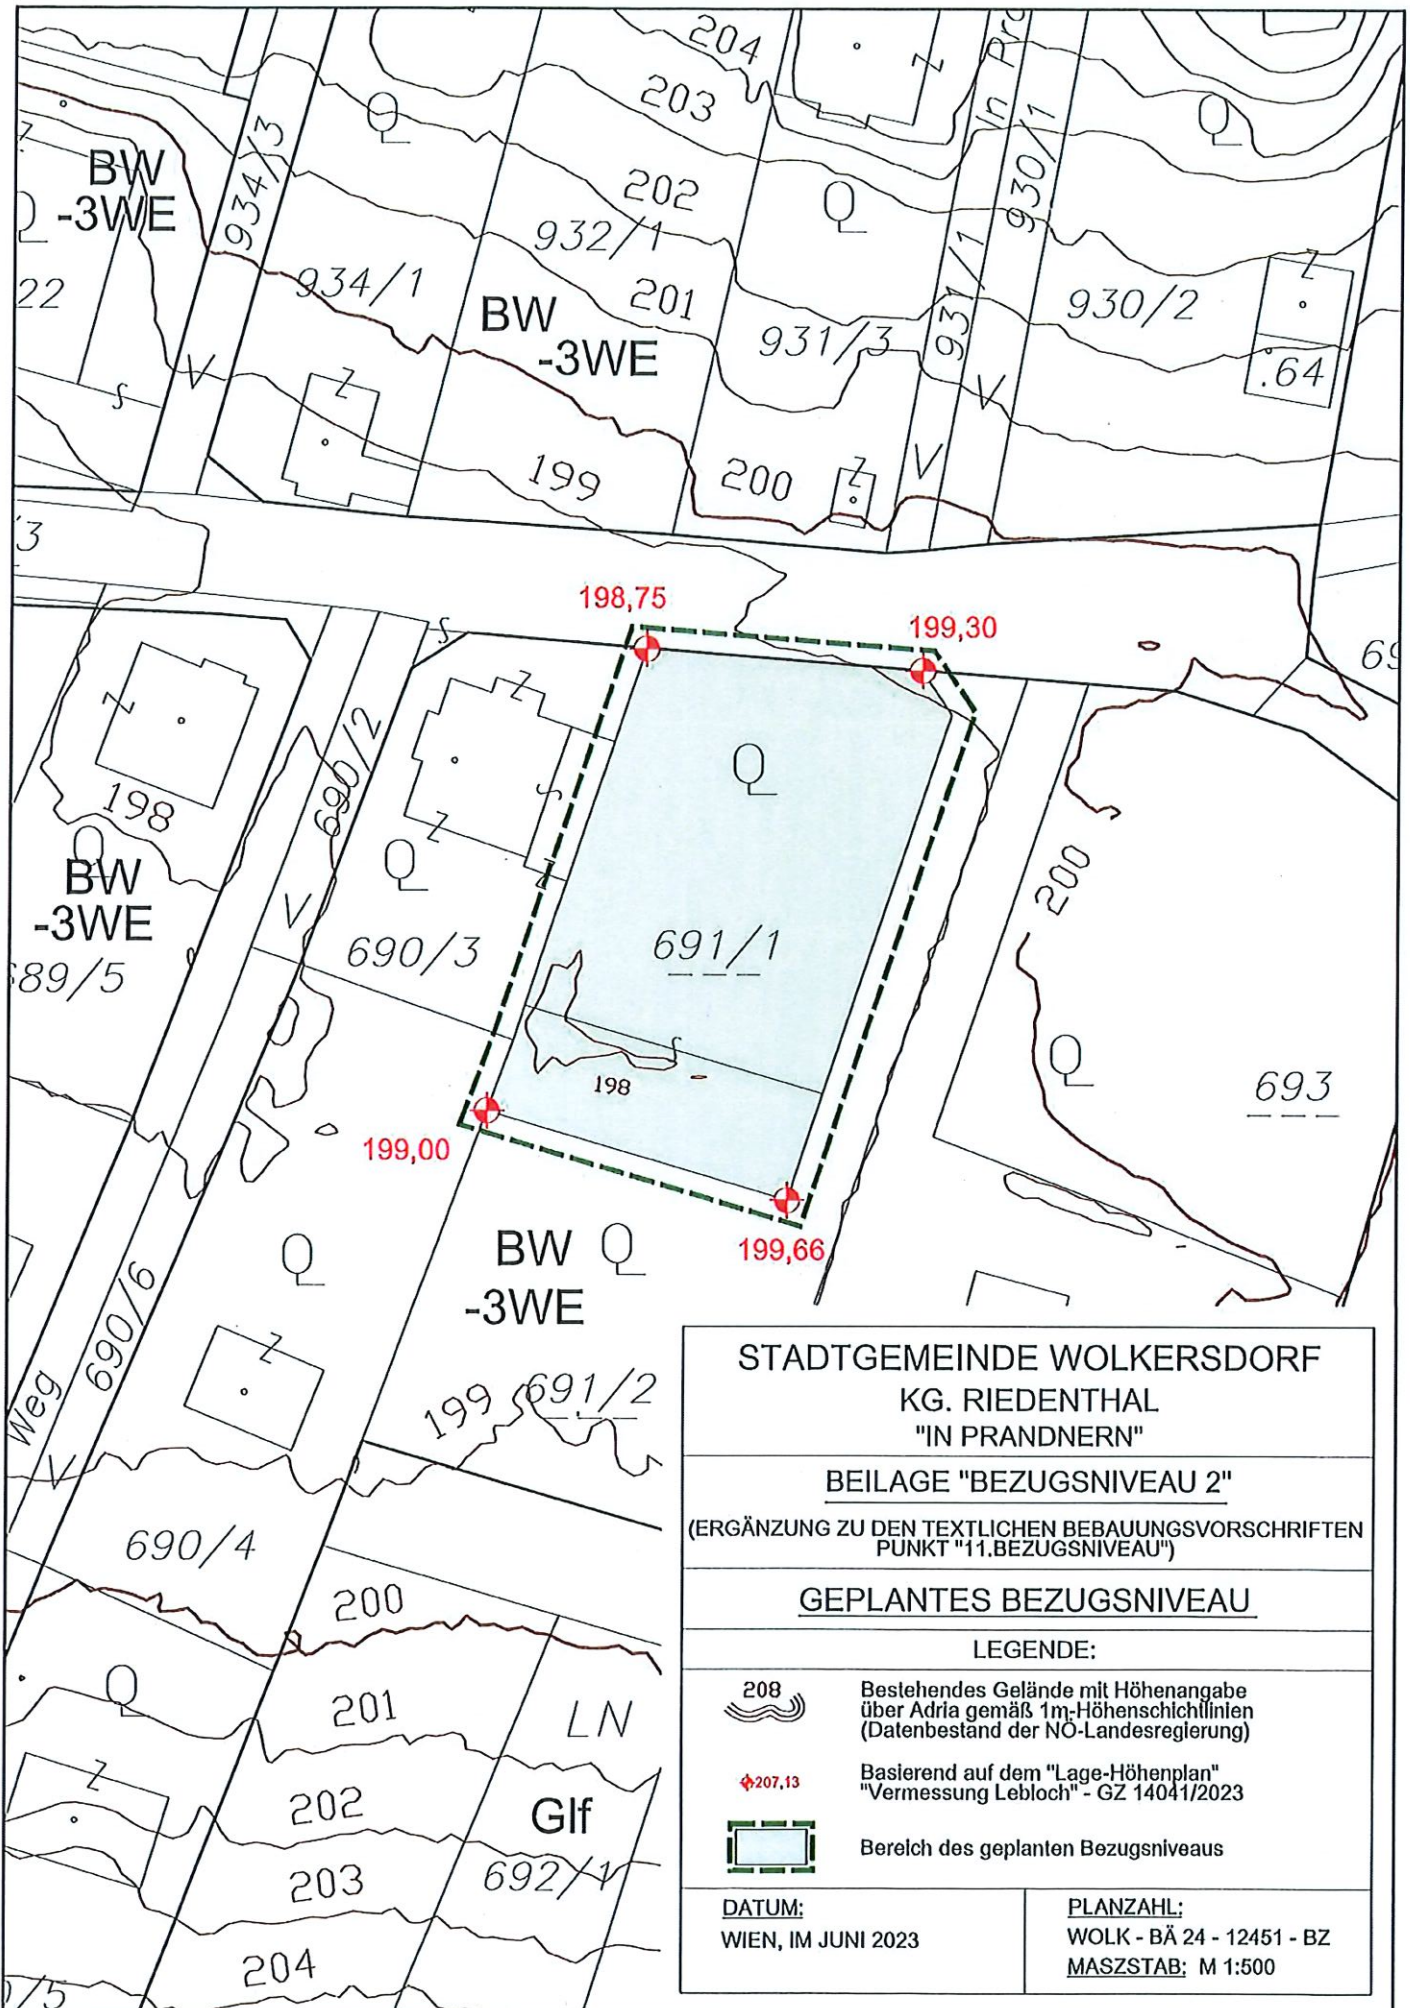 204
Z
In Pro
203
Q
Q
934/3
930/1
BW
-3WE
202
Q
932/1
931/1
22
934/1
201
930/2
Z
BW
-3WE
931/3
.64
V
V
Z
S
199
200
Z
V
3
198,75
199,30
S
69
Z
Z
690/2
Q
198
S
Z
Q
Q
200
BW
-3WE
V
690/3
691/1
89/5
Q
S
198
693
199,00
199,66
BW
-3WE
Q
Q
690/6
Z
Weg
V
199
691/2
690/4
200
Q
201
LN
Z
202
Glf
203
692/1
204
/5
STADTGEMEINDE WOLKERSDORF
KG. RIEDENTHAL
"IN PRANDNERN"
BEILAGE "BEZUGSNIVEAU 2"
(ERGÄNZUNG ZU DEN TEXTLICHEN BEBAUUNGSVORSCHRIFTEN
PUNKT "11.BEZUGSNIVEAU")
GEPLANTES BEZUGSNIVEAU
LEGENDE:
208
Bestehendes Gelände mit Höhenangabe
über Adria gemäß 1m-Höhenschichtlinien
(Datenbestand der NÖ-Landesregierung)
207,13
Basierend auf dem "Lage-Höhenplan"
"Vermessung Lebloch" - GZ 14041/2023
Bereich des geplanten Bezugsniveaus
DATUM:
WIEN, IM JUNI 2023
PLANZAHL:
WOLK - BÄ 24 - 12451 - BZ
MASZSTAB: M 1:500